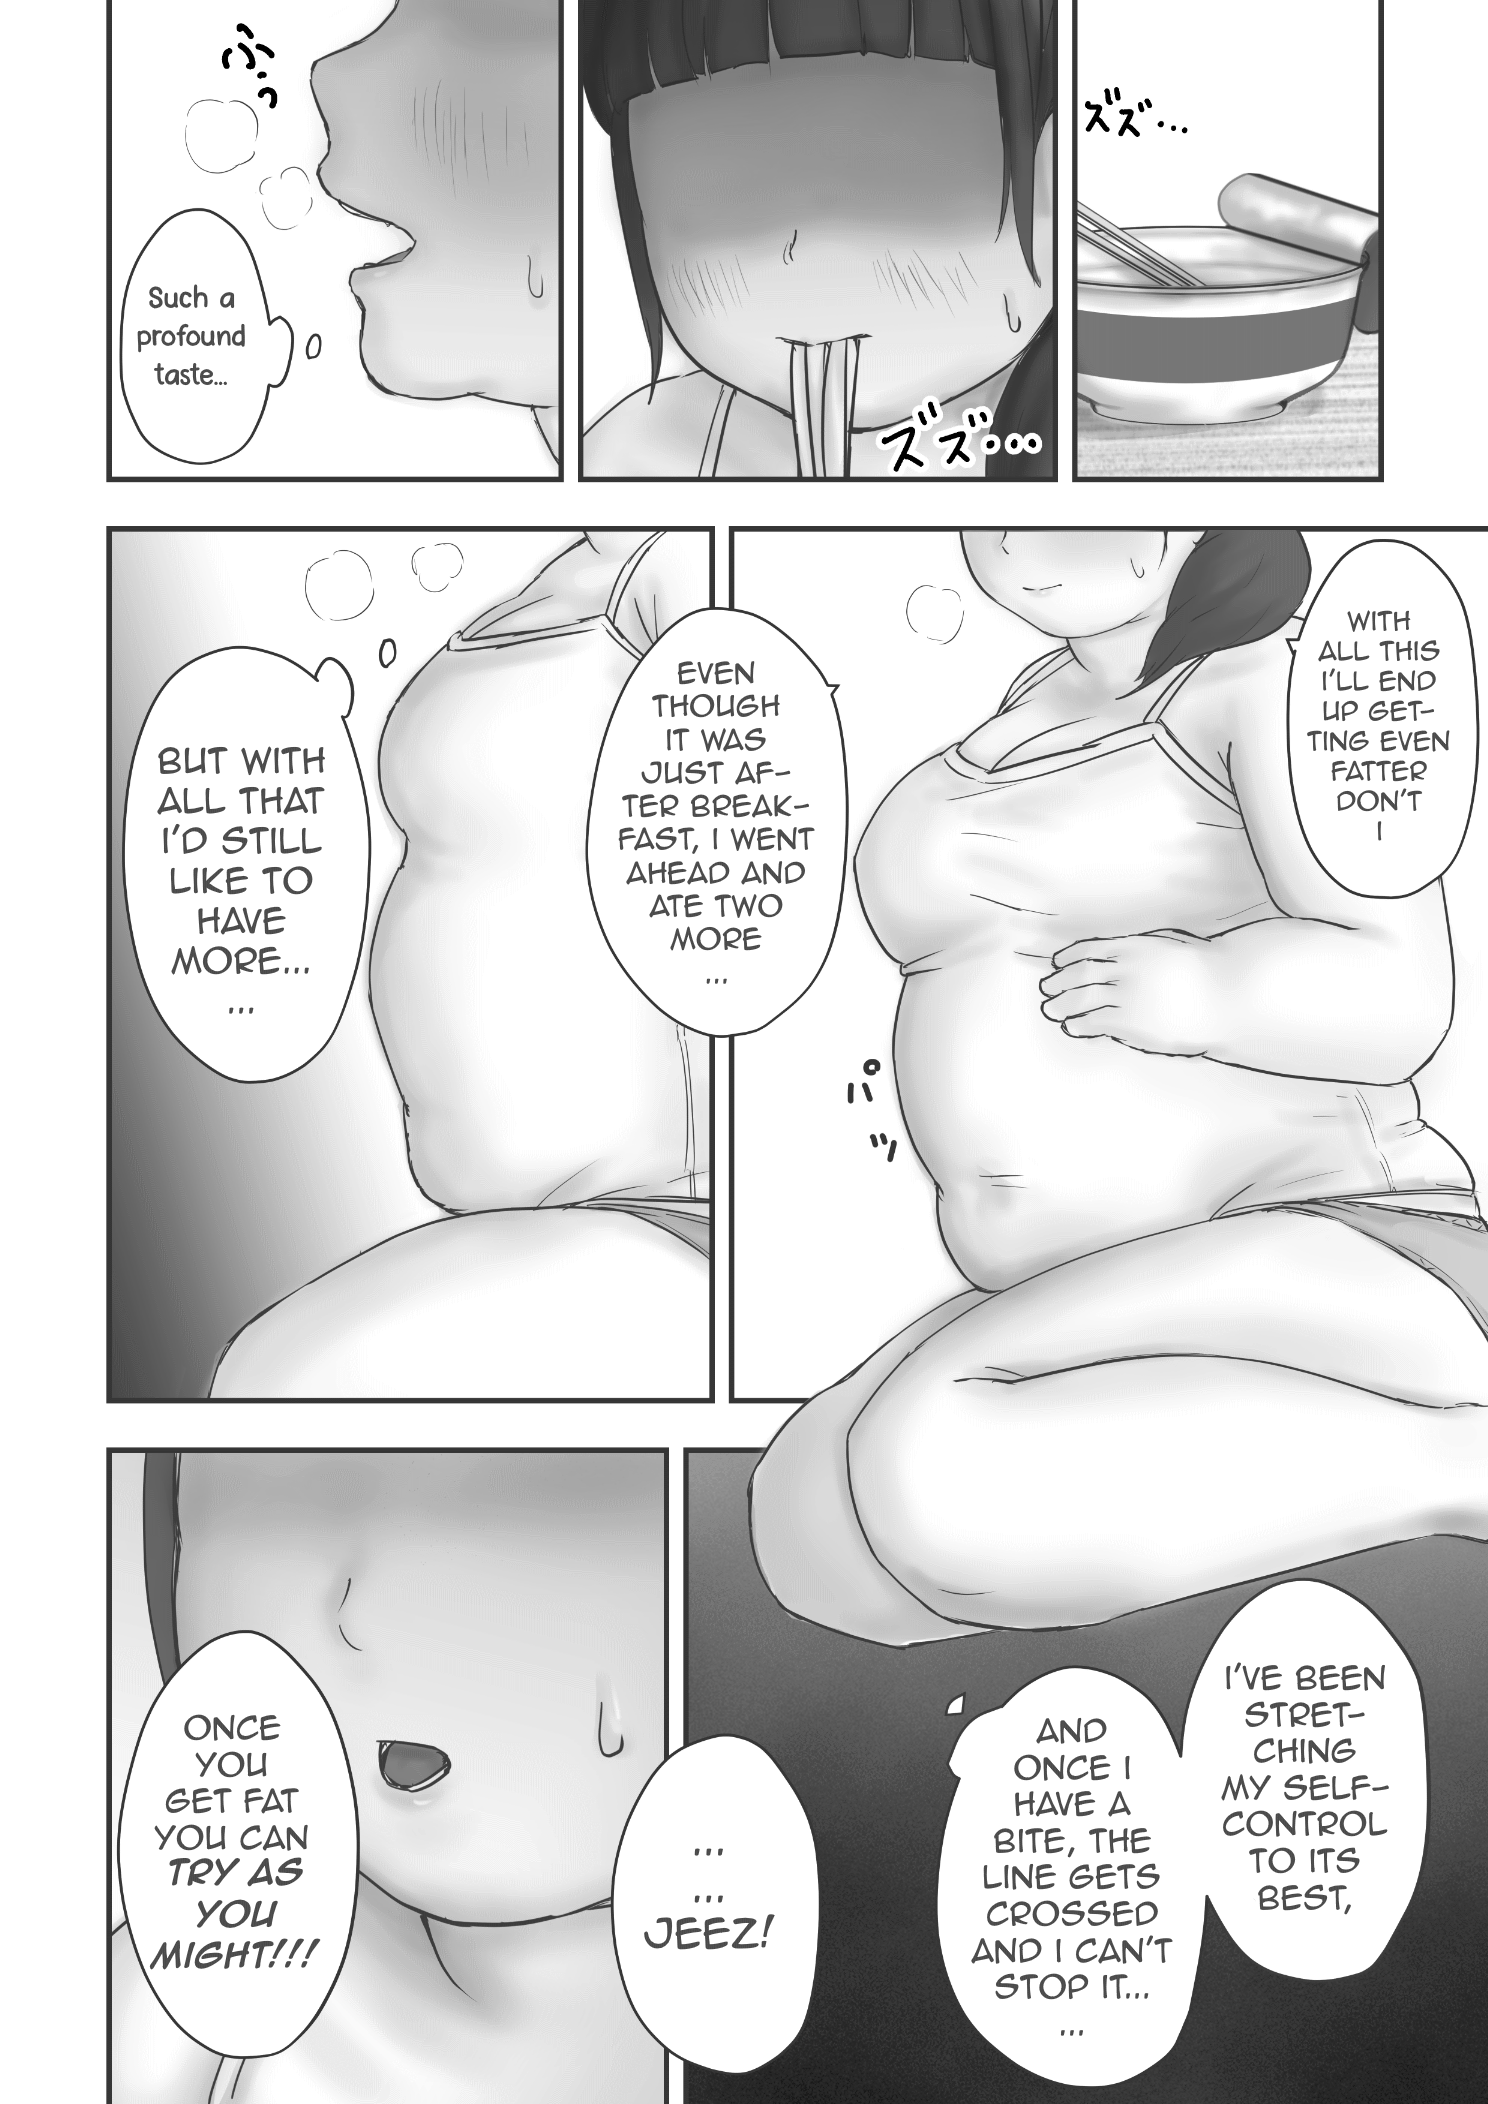 ズズ...
ズズ...
ふぅっ
Such a
profound
taste...
WITH
ALL THIS
I'LL END
UP GET-
TING EVEN
FATTER
DON'T
I
パ
ツ
EVEN
THOUGH
IT WAS
JUST AF-
TER BREAK-
FAST, I WENT
AHEAD AND
ATE TWO
MORE
...
BUT WITH
ALL THAT
I'D STILL
LIKE TO
HAVE
MORE...
...
I'VE BEEN
STRET-
CHING
MY SELF-
CONTROL
TO ITS
BEST,
AND
ONCE I
HAVE A
BITE, THE
LINE GETS
CROSSED
AND I CAN'T
STOP IT...
...
...
...
JEEZ!
ONCE
YOU
GET FAT
YOU CAN
TRY AS
YOU
MIGHT!!!